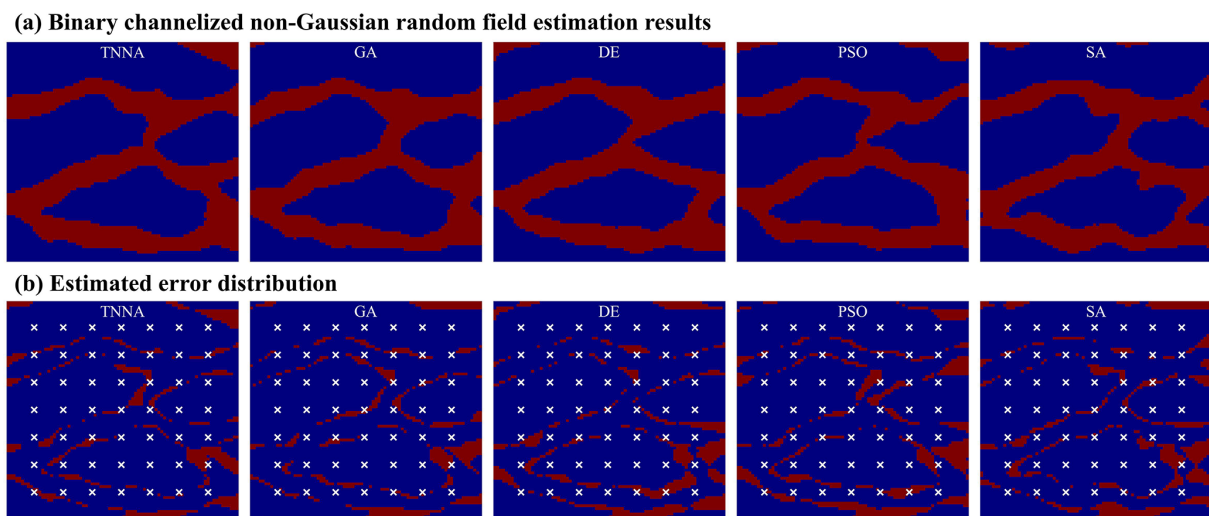 (a) Binary channelized non-Gaussian random field estimation results
TNNA GA DE PSO SA
(b) Estimated error distribution
TNNA GA DE PSO SA